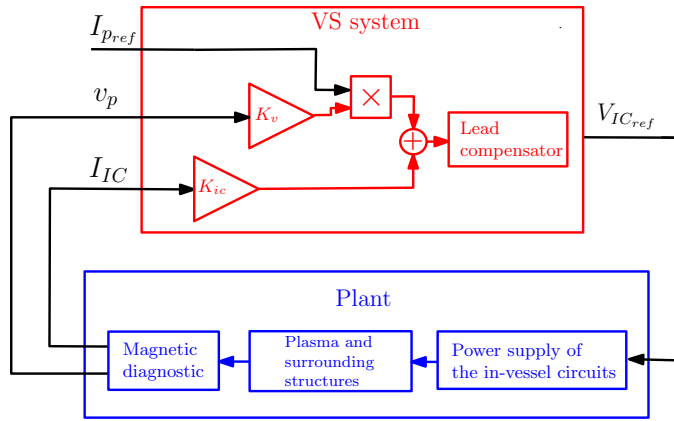 VS system
I_{p_{ref}}
v_p
K_v
×
+
Lead
compensator
V_{IC_{ref}}
I_{IC}
K_{ic}
Plant
Magnetic
diagnostic
Plasma and
surrounding
structures
Power supply of
the in-vessel circuits